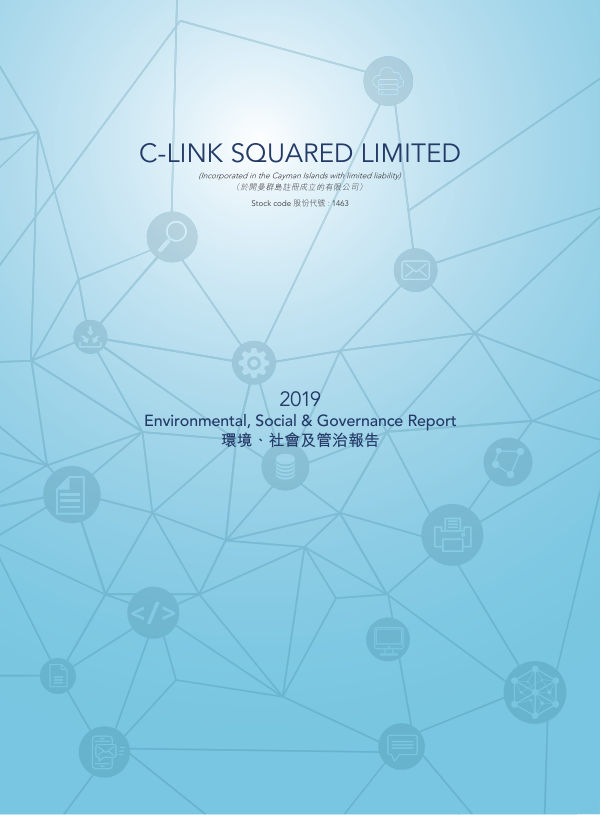 C-LINK SQUARED LIMITED
(Incorporated in the Cayman Islands with limited liability)
（於開曼群島註冊成立的有限公司）
Stock code 股份代號 : 1463
2019
Environmental, Social & Governance Report
環境、社會及管治報告